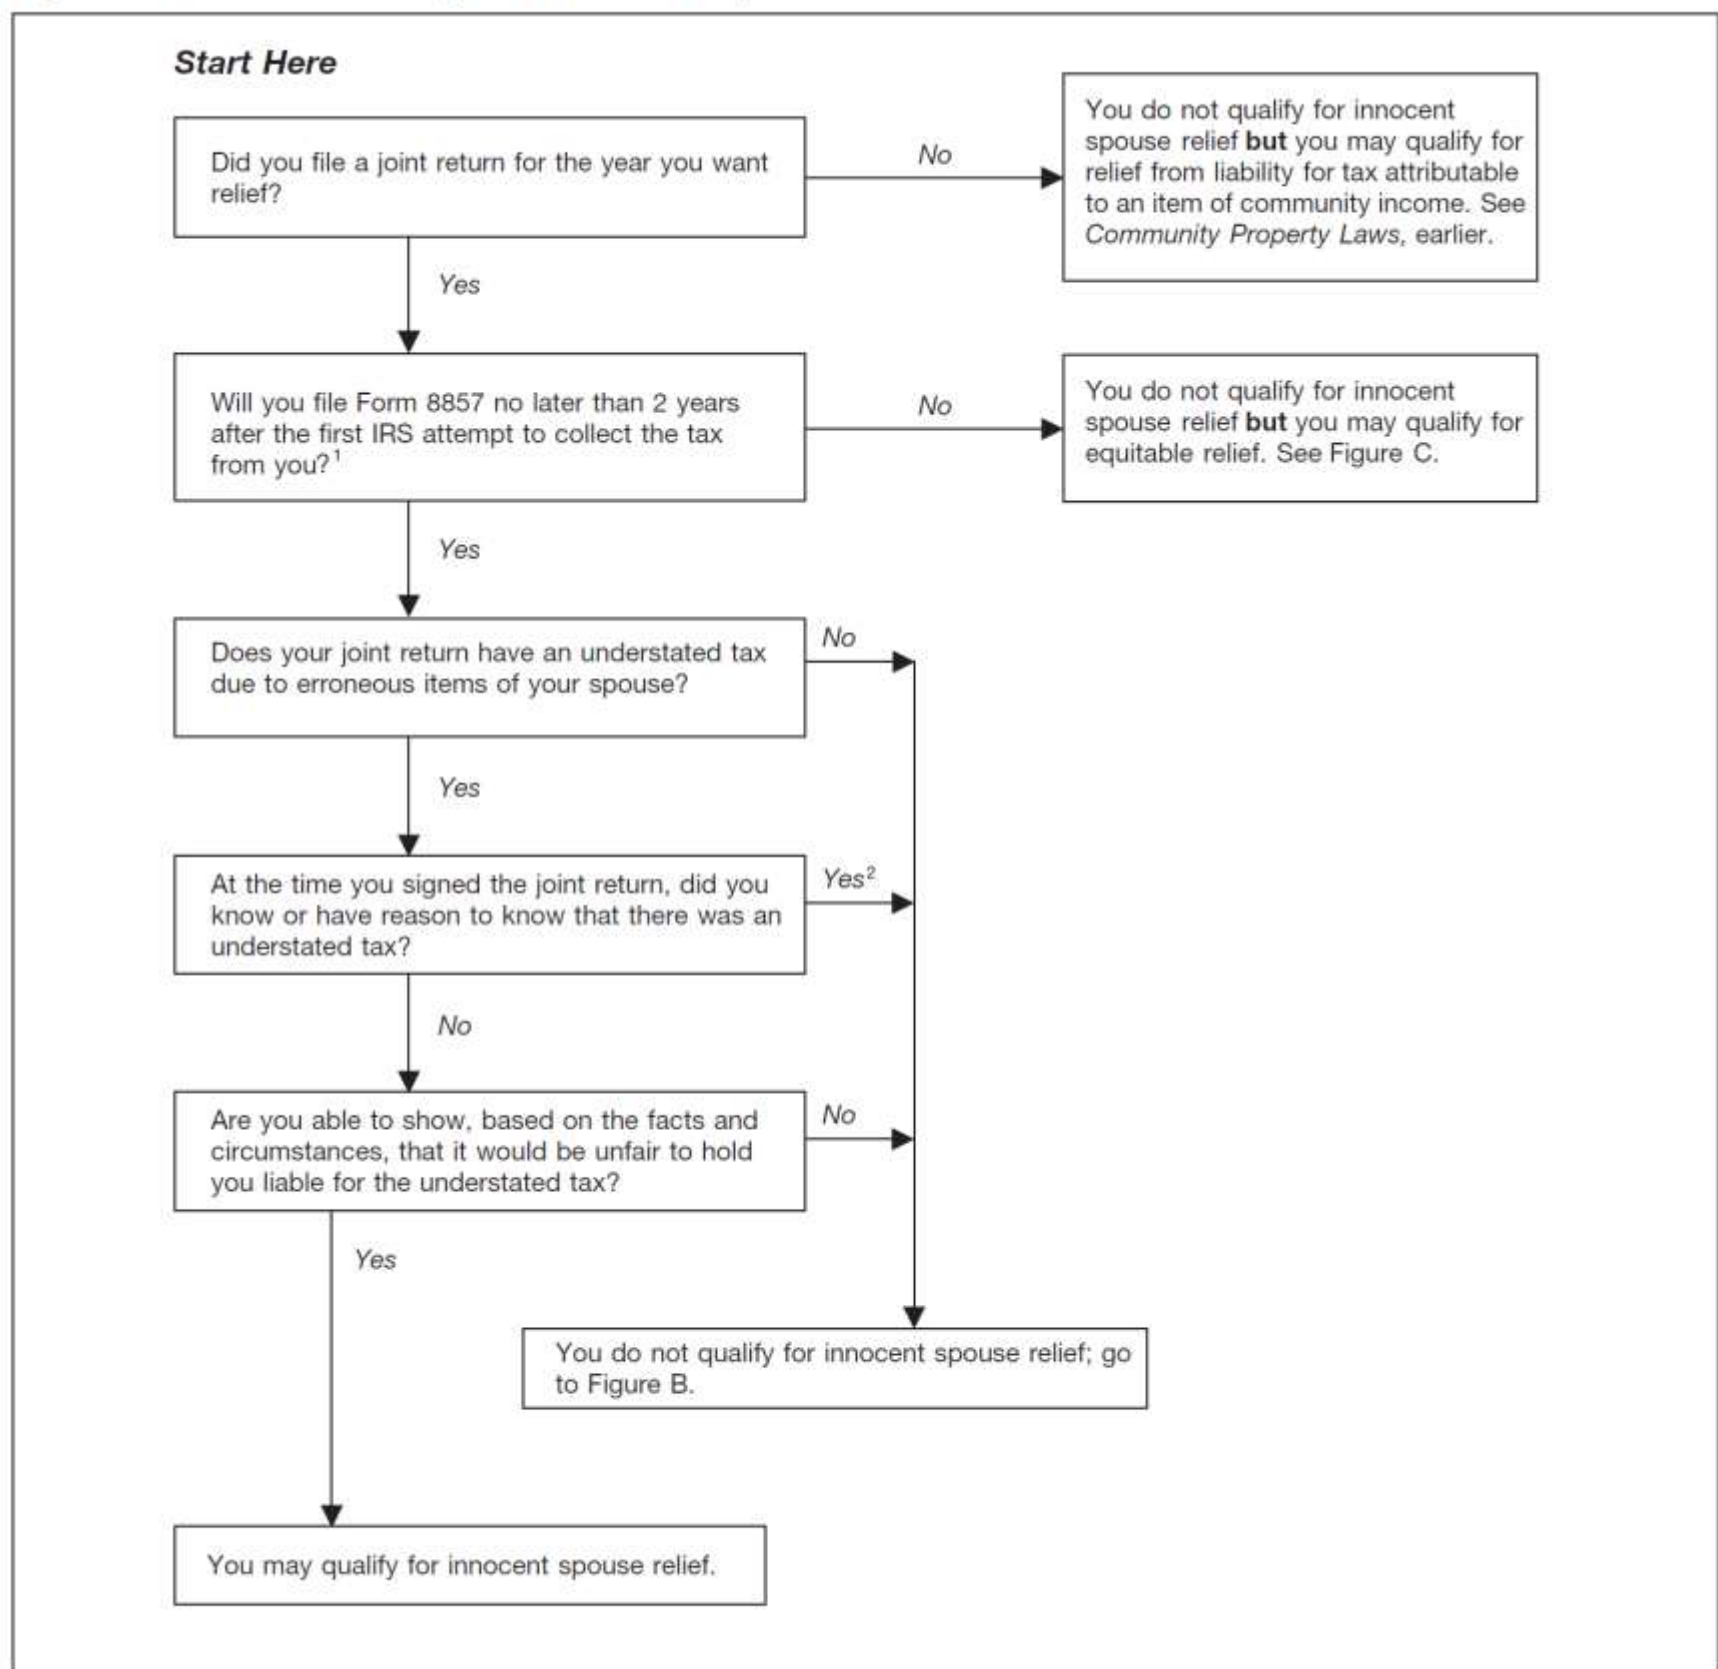 Start Here
Did you file a joint return for the year you want
relief?
No
You do not qualify for innocent
spouse relief but you may qualify for
relief from liability for tax attributable
to an item of community income. See
Community Property Laws, earlier.
Yes
Will you file Form 8857 no later than 2 years
after the first IRS attempt to collect the tax
from you?¹
No
You do not qualify for innocent
spouse relief but you may qualify for
equitable relief. See Figure C.
Yes
Does your joint return have an understated tax
due to erroneous items of your spouse?
No
Yes
At the time you signed the joint return, did you
know or have reason to know that there was an
understated tax?
Yes²
No
Are you able to show, based on the facts and
circumstances, that it would be unfair to hold
you liable for the understated tax?
No
Yes
You do not qualify for innocent spouse relief; go
to Figure B.
You may qualify for innocent spouse relief.